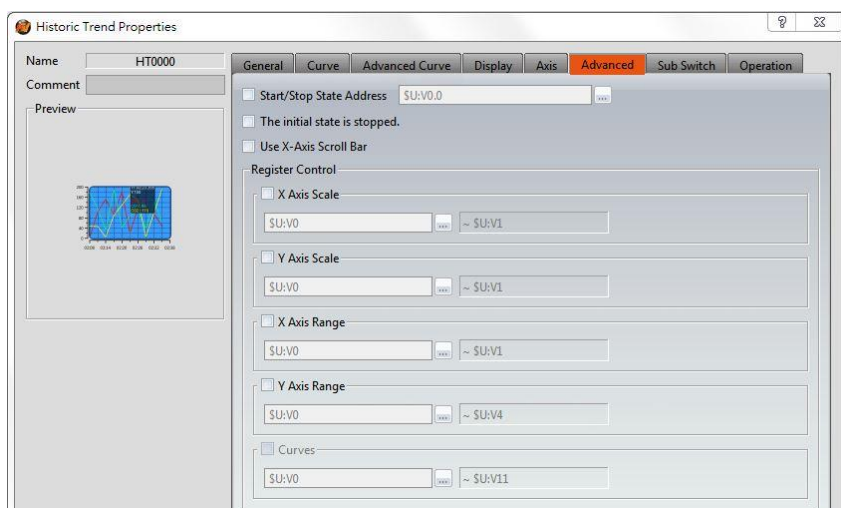 Historic Trend Properties
Name HT0000
Comment
Preview
General Curve Advanced Curve Display Axis Advanced Sub Switch Operation
Start/Stop State Address $U:V0.0 ...
The initial state is stopped.
Use X-Axis Scroll Bar
Register Control
X Axis Scale
$U:V0 ... ~ $U:V1
Y Axis Scale
$U:V0 ... ~ $U:V1
X Axis Range
$U:V0 ... ~ $U:V1
Y Axis Range
$U:V0 ... ~ $U:V4
Curves
$U:V0 ... ~ $U:V11